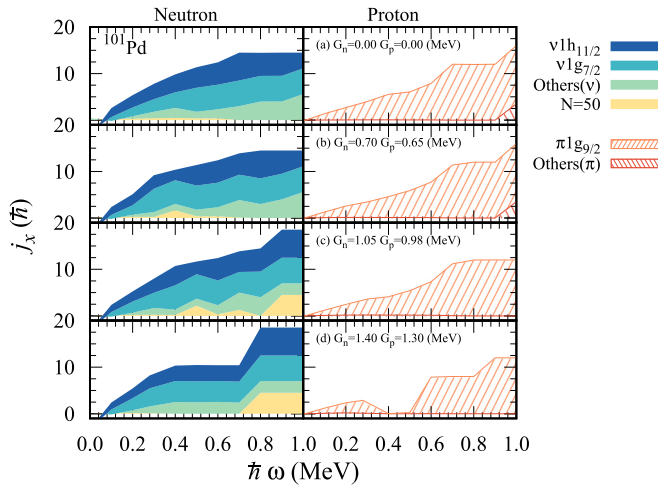 Neutron Proton
20 10 20 10 20 10 20 10 0
j_x (ħ)
¹⁰¹Pd
(a) Gₙ=0.00 Gₚ=0.00 (MeV)
(b) Gₙ=0.70 Gₚ=0.65 (MeV)
(c) Gₙ=1.05 Gₚ=0.98 (MeV)
(d) Gₙ=1.40 Gₚ=1.30 (MeV)
0.0 0.2 0.4 0.6 0.8 1.0 0.2 0.4 0.6 0.8 1.0
ħ ω (MeV) ħ ω (MeV)
ν1h₁₁/₂
ν1g₇/₂
Others(ν)
N=50
π1g₉/₂
Others(π)